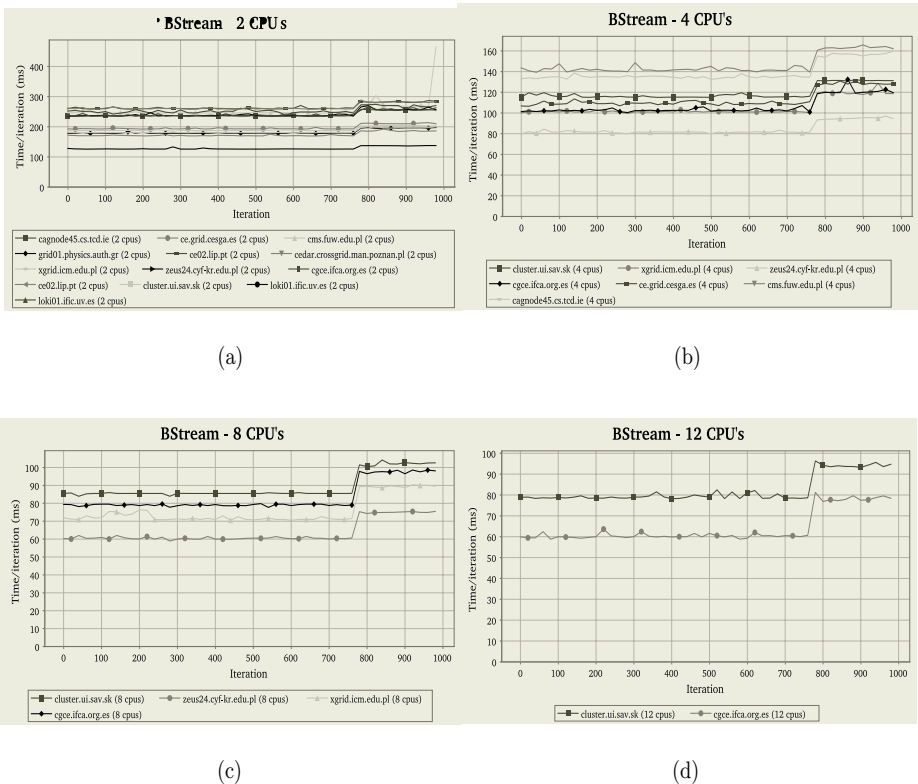 BStream 2 CPU's
Time/iteration (ms)
400
300
200
100
0
0 100 200 300 400 500 600 700 800 900 1000
Iteration
cagnode45.cs.tcd.ie (2 cpus) ce.grid.cesga.es (2 cpus) cms.fuw.edu.pl (2 cpus)
grid01.physics.auth.gr (2 cpus) ce02.lip.pt (2 cpus) cedar.crossgrid.man.poznan.pl (2 cpus)
xgrid.icm.edu.pl (2 cpus) zeus24.cyf-kr.edu.pl (2 cpus) cgce.ifca.org.es (2 cpus)
ce02.lip.pt (2 cpus) cluster.ui.sav.sk (2 cpus) loki01.ific.uv.es (2 cpus)
loki01.ific.uv.es (2 cpus)
(a)
BStream - 4 CPU's
Time/iteration (ms)
160
140
120
100
80
60
40
20
0
0 100 200 300 400 500 600 700 800 900 1000
Iteration
cluster.ui.sav.sk (4 cpus) xgrid.icm.edu.pl (4 cpus) zeus24.cyf-kr.edu.pl (4 cpus)
cgce.ifca.org.es (4 cpus) ce.grid.cesga.es (4 cpus) cms.fuw.edu.pl (4 cpus)
cagnode45.cs.tcd.ie (4 cpus)
(b)
BStream - 8 CPU's
Time/iteration (ms)
100
90
80
70
60
50
40
30
20
10
0
0 100 200 300 400 500 600 700 800 900 1000
Iteration
cluster.ui.sav.sk (8 cpus) zeus24.cyf-kr.edu.pl (8 cpus) xgrid.icm.edu.pl (8 cpus)
cgce.ifca.org.es (8 cpus)
(c)
BStream - 12 CPU's
Time/iteration (ms)
100
90
80
70
60
50
40
30
20
10
0
0 100 200 300 400 500 600 700 800 900 1000
Iteration
cluster.ui.sav.sk (12 cpus) cgce.ifca.org.es (12 cpus)
(d)